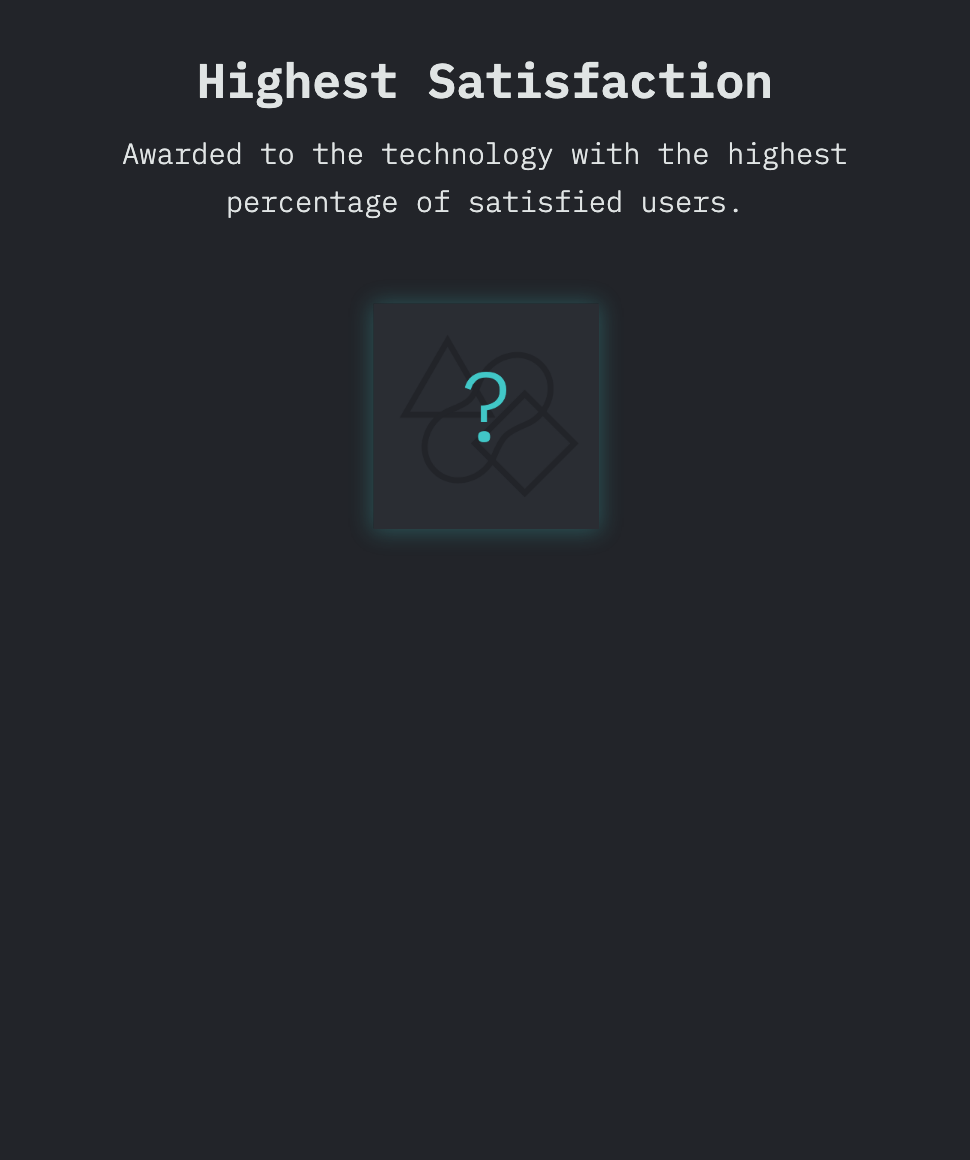 Highest Satisfaction
Awarded to the technology with the highest
percentage of satisfied users.
?